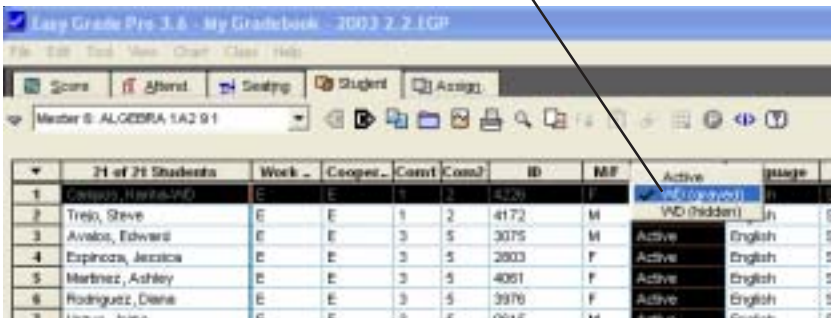 Easy Grade Pro 3.6 - My Gradebook - 2003 2.2.EGP
File Edit Tool View Chart Class Help
Score Attend Seating Student Assign
Master 6: ALGEBRA 1A2 9 1
21 of 21 Students Work Cooper.. Com1 Com2 ID M/F Active
1 E E 1 2 4226 F WD (grayed)
2 Trejo, Steve E E 1 2 4172 M WD (hidden)
3 Avalos, Edward E E 3 5 3075 M Active English
4 Espinoza, Jessica E E 3 5 2803 F Active English
5 Martinez, Ashley E E 3 5 4061 F Active English
6 Rodriguez, Diana E E 3 5 3976 F Active English